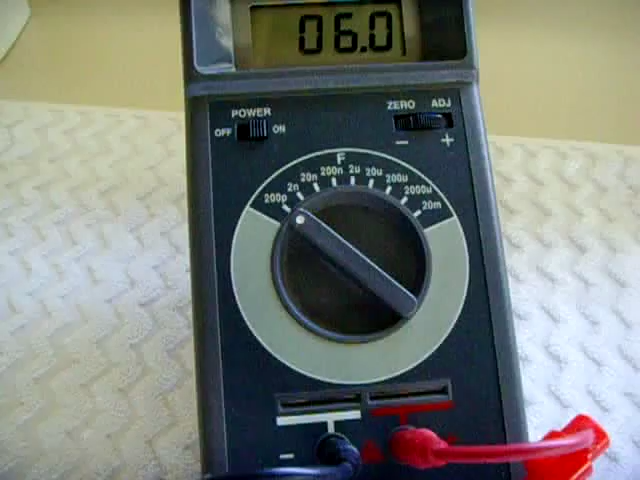 06.0
POWER
OFF ON
ZERO ADJ
- +
F
200p 2n 20n 200n 2u 20u 200u 2000u 20m
-